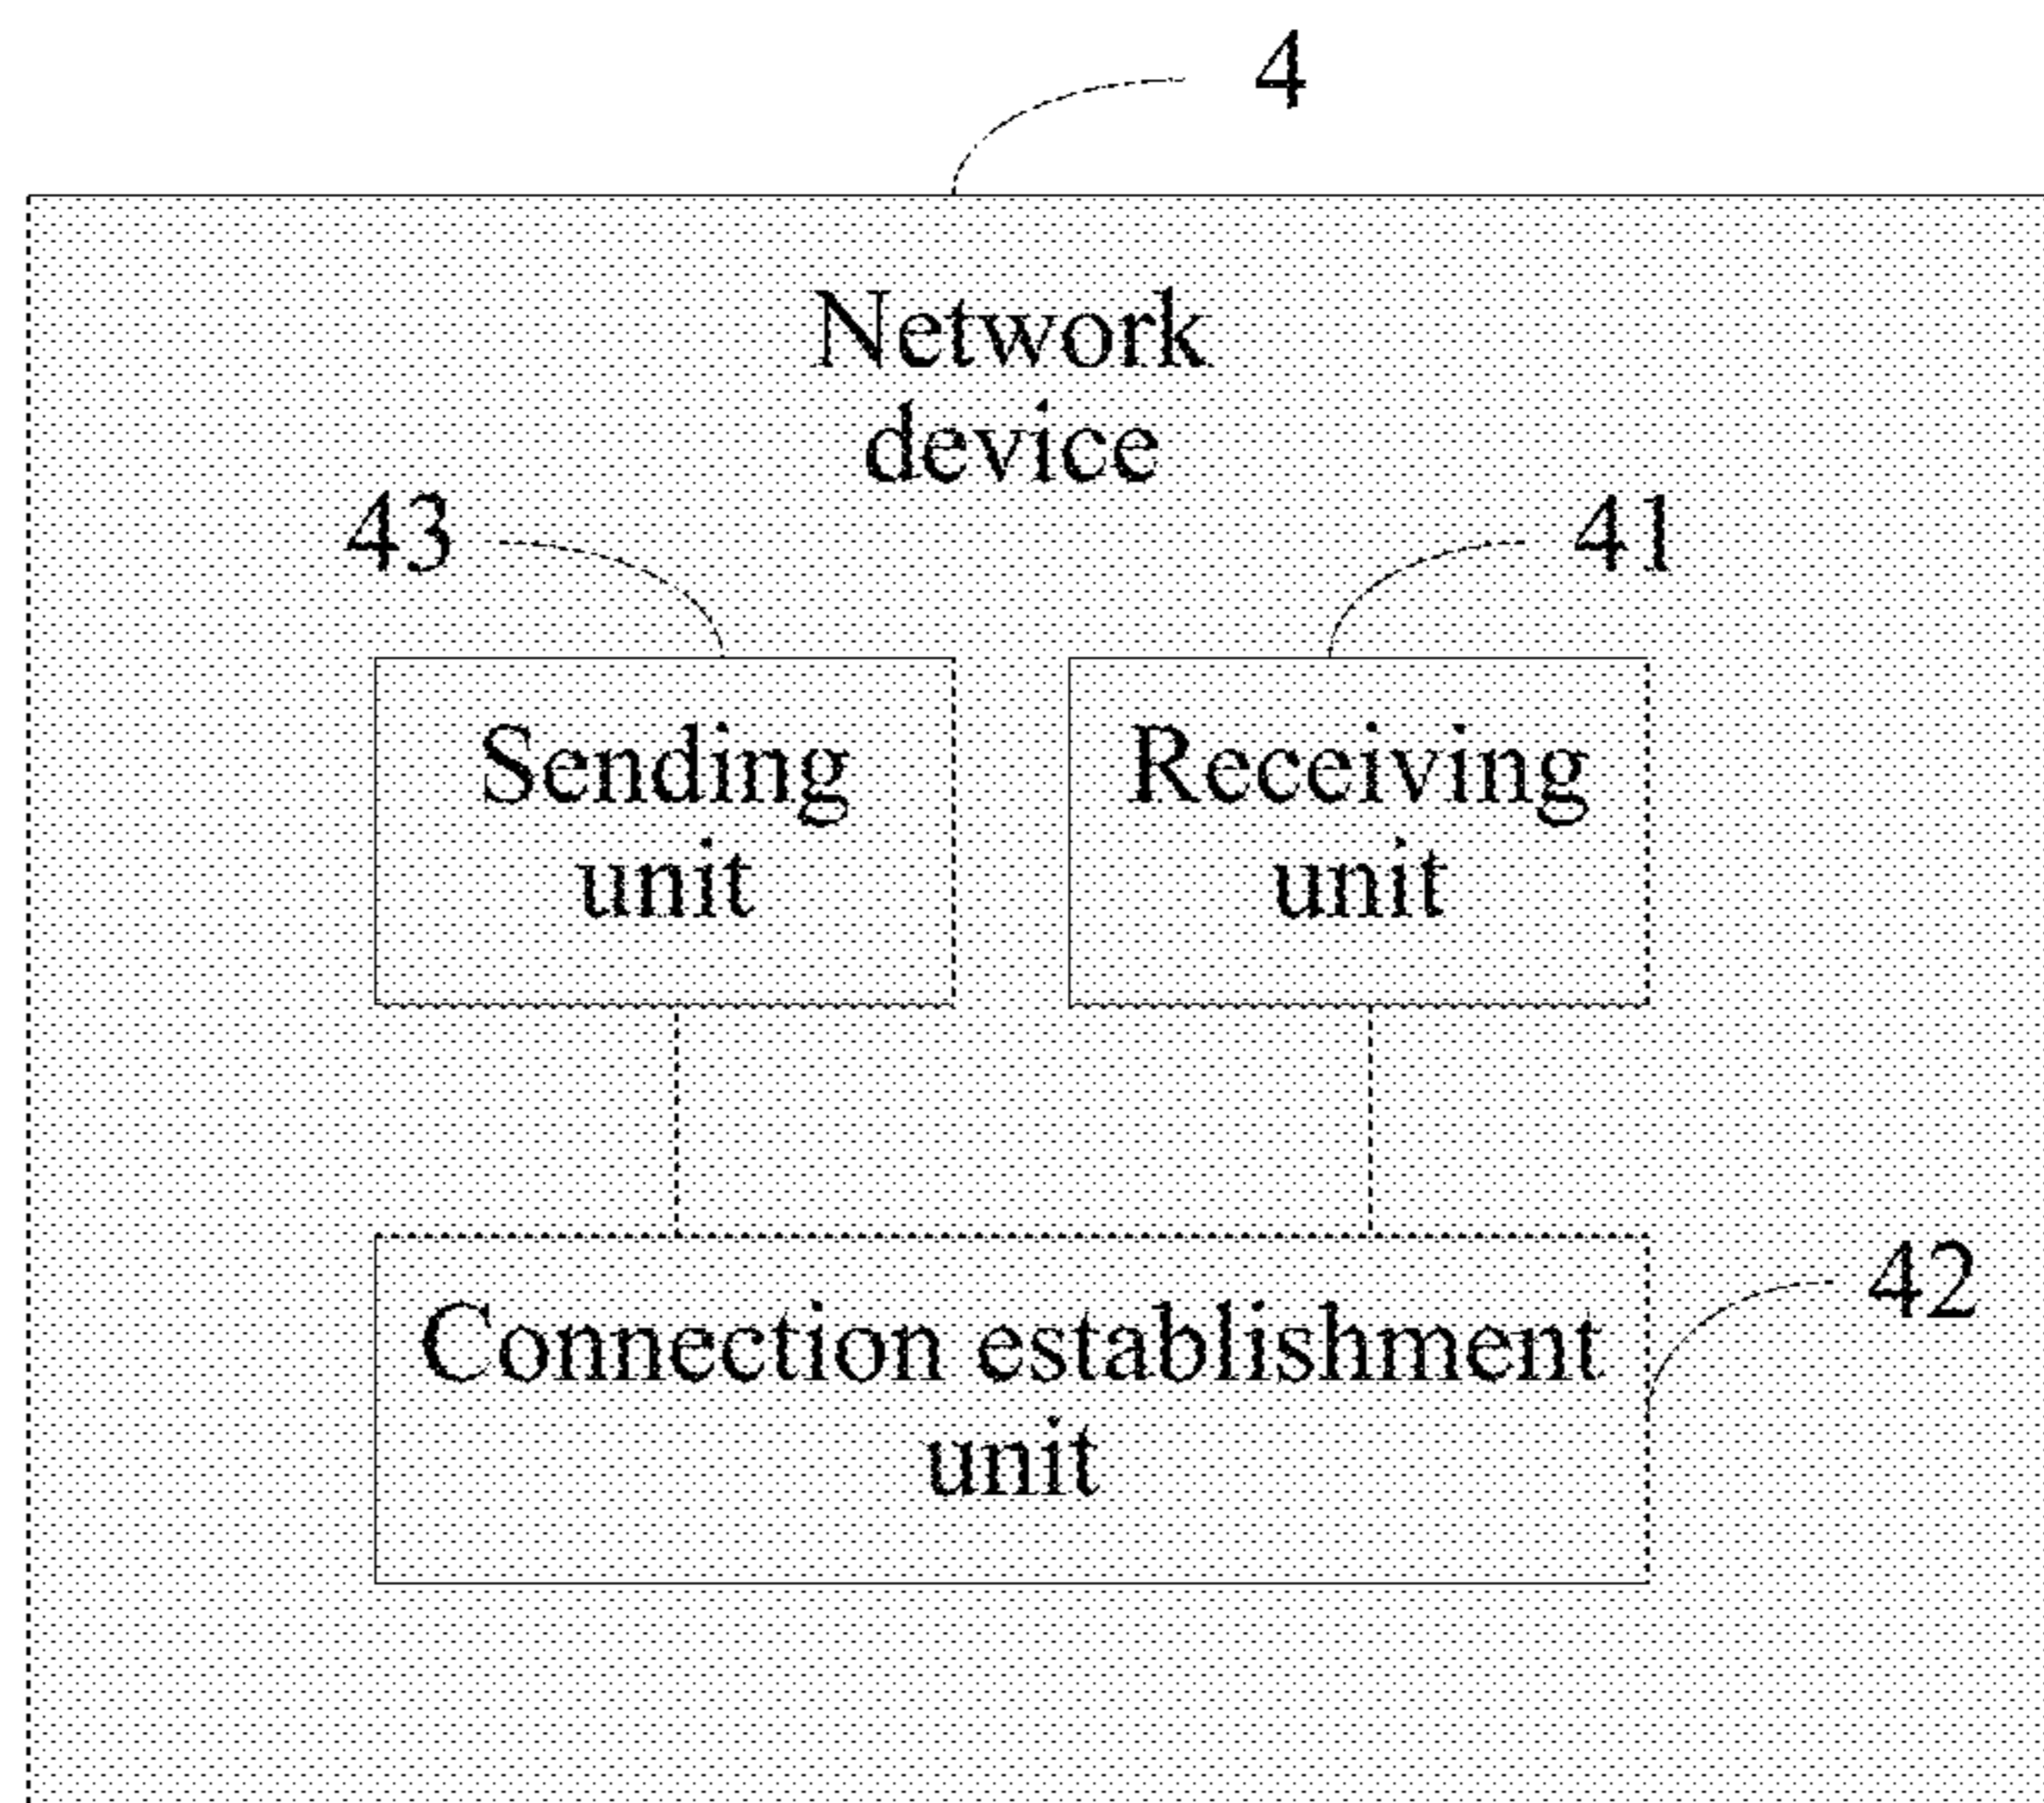 4
Network
device
43
41
Sending
unit
Receiving
unit
Connection establishment
unit
42